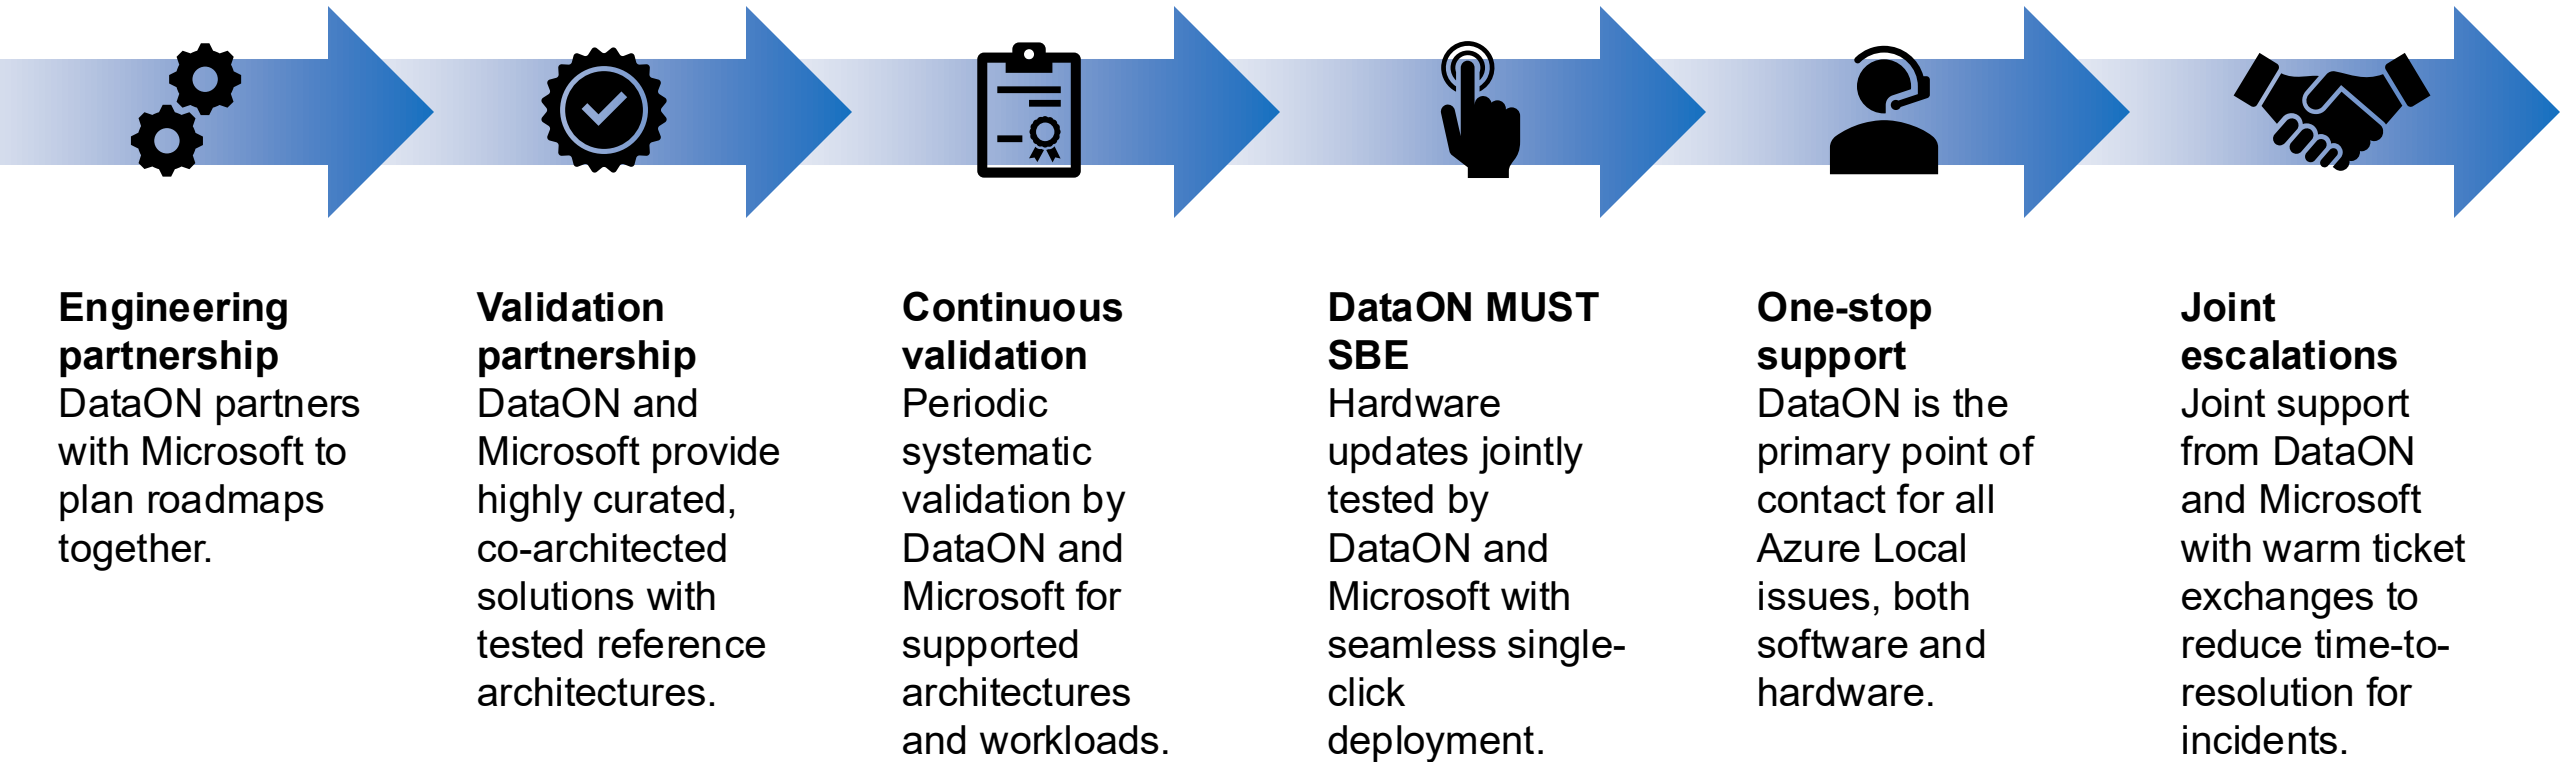 Engineering
partnership
DataON partners
with Microsoft to
plan roadmaps
together.
Validation
partnership
DataON and
Microsoft provide
highly curated,
co-architected
solutions with
tested reference
architectures.
Continuous
validation
Periodic
systematic
validation by
DataON and
Microsoft for
supported
architectures
and workloads.
DataON MUST
SBE
Hardware
updates jointly
tested by
DataON and
Microsoft with
seamless single-
click
deployment.
One-stop
support
DataON is the
primary point of
contact for all
Azure Local
issues, both
software and
hardware.
Joint
escalations
Joint support
from DataON
and Microsoft
with warm ticket
exchanges to
reduce time-to-
resolution for
incidents.